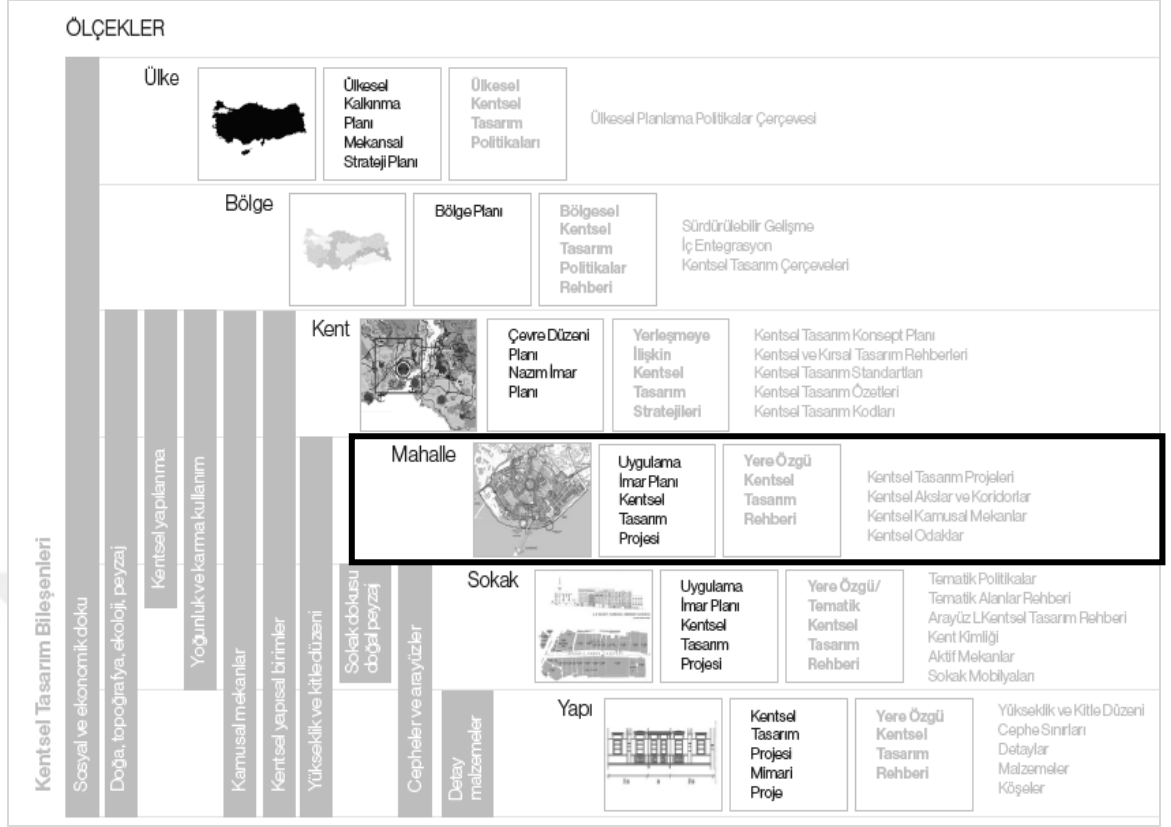 ÖLÇEKLER
Ülke
Ülkesel
Kalkınma
Planı
Mekansal
Strateji Planı
Ülkesel
Kentsel
Tasarım
Politikaları
Ülkesel Planlama Politikalar Çerçevesi
Bölge
Bölge Planı
Bölgesel
Kentsel
Tasarım
Politikalar
Rehberi
Sürdürülebilir Gelişme
İç Entegrasyon
Kentsel Tasarım Çerçeveleri
Kent
Çevre Düzeni
Planı
Nazım İmar
Planı
Yerleşmeye
İlişkin
Kentsel
Tasarım
Stratejileri
Kentsel Tasarım Konsept Planı
Kentsel ve Kırsal Tasarım Rehberleri
Kentsel Tasarım Standartları
Kentsel Tasarım Özetleri
Kentsel Tasarım Kodları
Mahalle
Uygulama
İmar Planı
Kentsel
Tasarım
Projesi
Yere Özgü
Kentsel
Tasarım
Rehberi
Kentsel Tasarım Projeleri
Kentsel Akslar ve Koridorlar
Kentsel Kamusal Mekanlar
Kentsel Odaklar
Sokak
Uygulama
İmar Planı
Kentsel
Tasarım
Projesi
Yere Özgü/
Tematik
Kentsel
Tasarım
Rehberi
Tematik Politikalar
Tematik Alanlar Rehberi
Arayüz LKentsel Tasarım Rehberi
Kent Kimliği
Aktif Mekanlar
Sokak Mobilyaları
Yapı
Kentsel
Tasarım
Projesi
Mimari
Proje
Yere Özgü
Kentsel
Tasarım
Rehberi
Yükseklik ve Kitle Düzeni
Cephe Sınırları
Detaylar
Malzemeler
Köşeler
Kentsel Tasarım Bileşenleri
Sosyal ve ekonomik doku
Doğa, topoğrafya, ekoloji, peyzaj
Kentsel yapılanma
Yoğunluk ve karma kullanım
Kamusal mekanlar
Kentsel yapısal birimler
Yükseklik ve kitle düzeni
Sokak dokusu
doğal peyzaj
Cepheler ve arayüzler
Detay
malzemeler